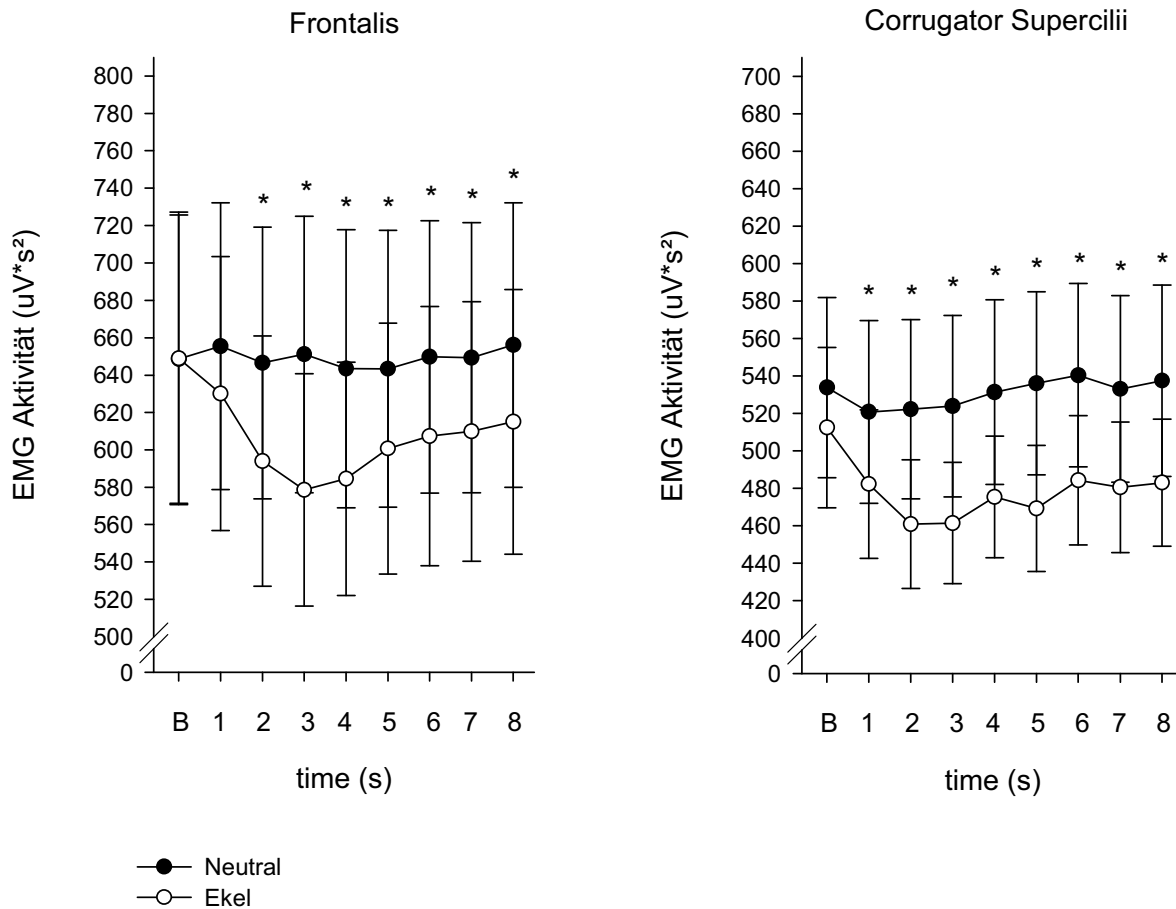 Frontalis
EMG Aktivität (uV*s²)
800
780
760
740
720
700
680
660
640
620
600
580
560
540
520
500
0
* * * * * * *
B 1 2 3 4 5 6 7 8
time (s)
Corrugator Supercilii
EMG Aktivität (uV*s²)
700
680
660
640
620
600
580
560
540
520
500
480
460
440
420
400
0
* * * * * * * *
B 1 2 3 4 5 6 7 8
time (s)
Neutral
Ekel